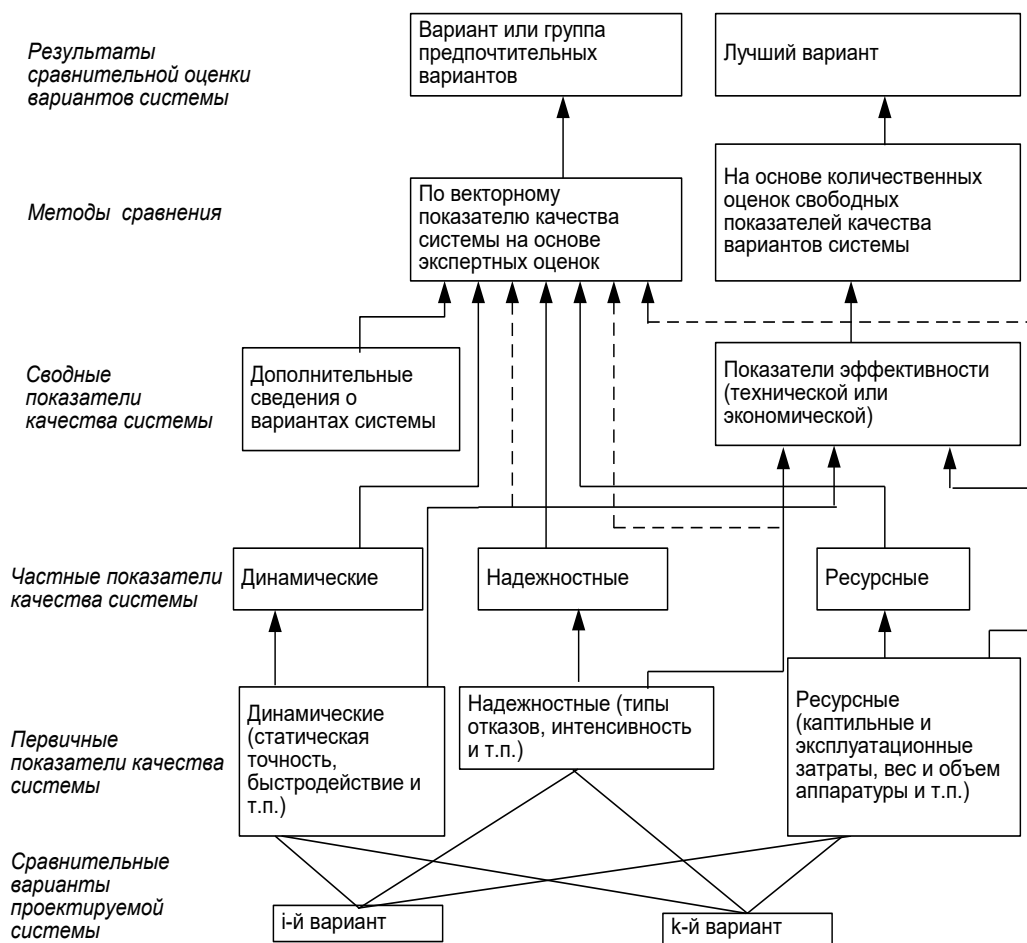 Результаты
сравнительной оценки
вариантов системы
Вариант или группа
предпочтительных
вариантов
Лучший вариант
Методы сравнения
По векторному
показателю качества
системы на основе
экспертных оценок
На основе количественных
оценок свободных
показателей качества
вариантов системы
Сводные
показатели
качества системы
Дополнительные
сведения о
вариантах системы
Показатели эффективности
(технической или
экономической)
Частные показатели
качества системы
Динамические
Надежностные
Ресурсные
Первичные
показатели качества
системы
Динамические
(статическая
точность,
быстродействие и
т.п.)
Надежностные (типы
отказов, интенсивность
и т.п.)
Ресурсные
(каптильные и
эксплуатационные
затраты, вес и объем
аппаратуры и т.п.)
Сравнительные
варианты
проектируемой
системы
i-й вариант
k-й вариант